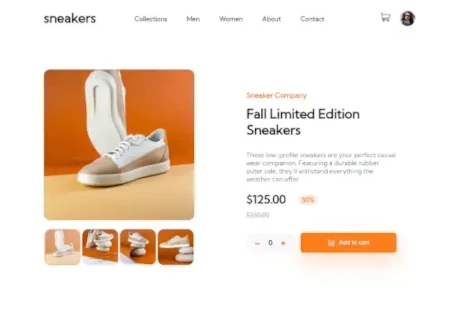 sneakers
Collections
Men
Women
About
Contact
Sneaker Company
Fall Limited Edition
Sneakers
These low-profile sneakers are your perfect casual
wear companion. Featuring a durable rubber
outer sole, they'll withstand everything the
weather can offer
$125.00
50%
$250.00
0
Add to cart